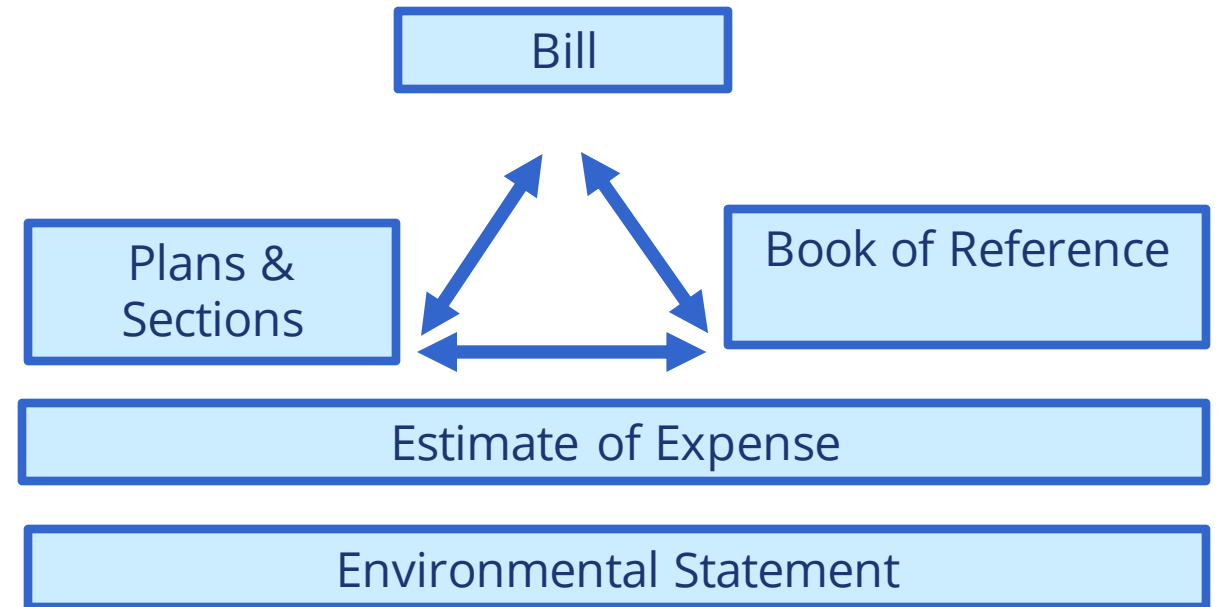 Bill
Plans &
Sections
Book of Reference
Estimate of Expense
Environmental Statement